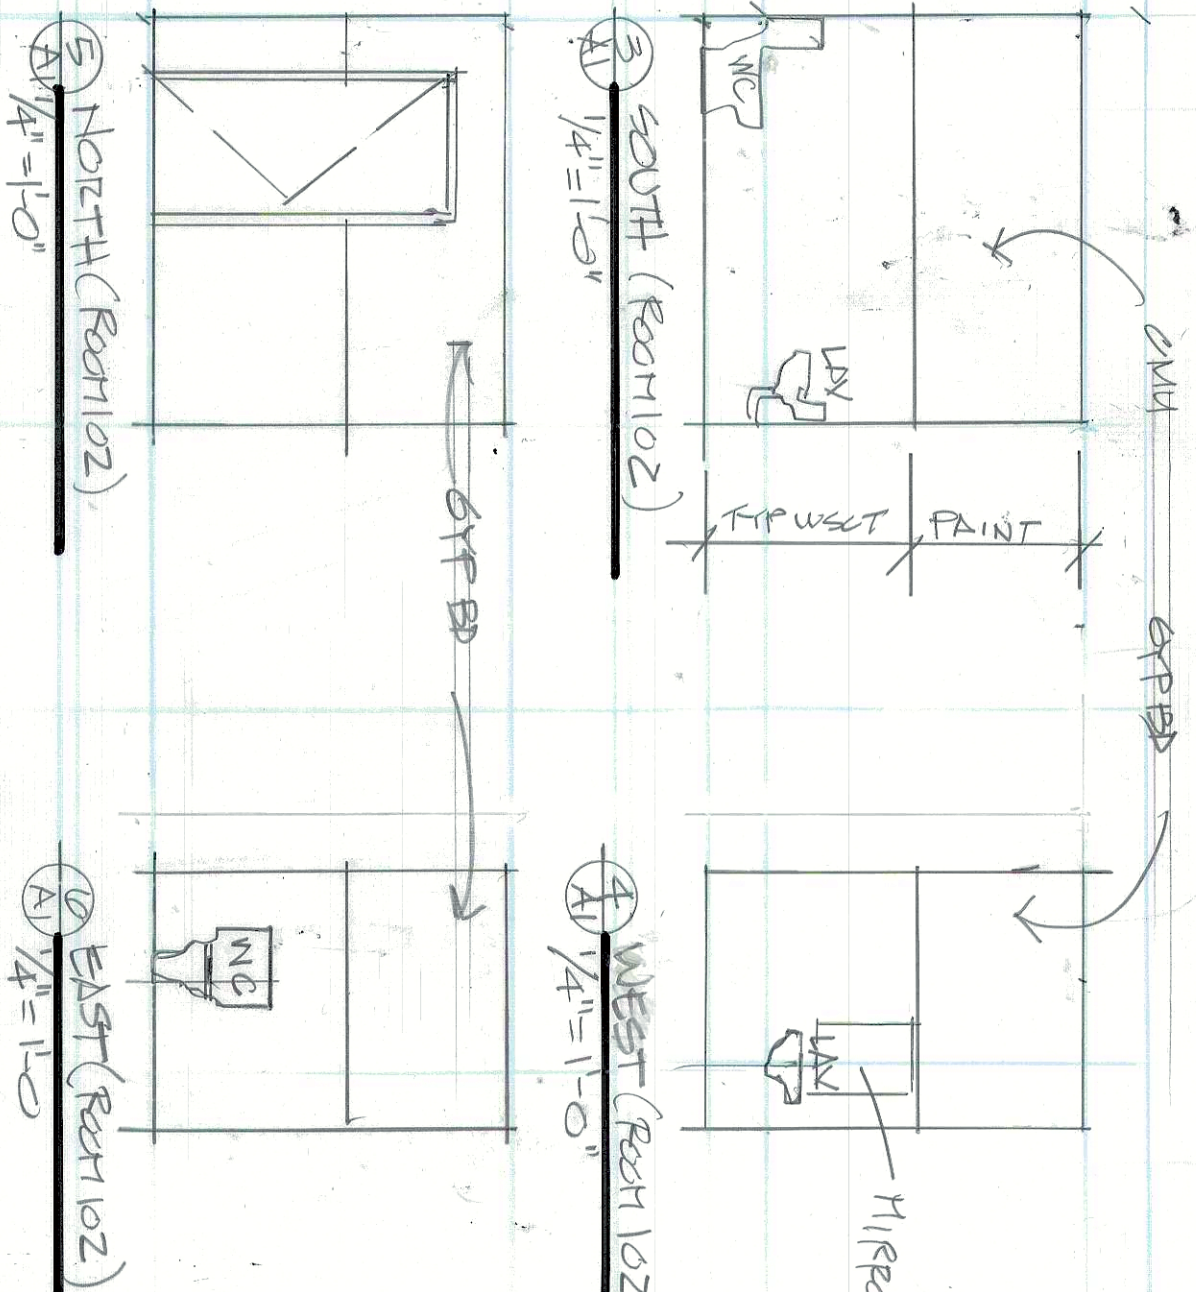 CMU
GYP BD
WC
LAV
TYP WSCT
PAINT
LAV
MIRRO
3
A1
SOUTH (ROOM 102)
1/4"=1'-0"
4
A1
WEST (ROOM 102
1/4"=1'-0"
GYP BD
WC
5
A1
NORTH (ROOM 102)
1/4"=1'-0"
6
A1
EAST (ROOM 102)
1/4"=1'-0